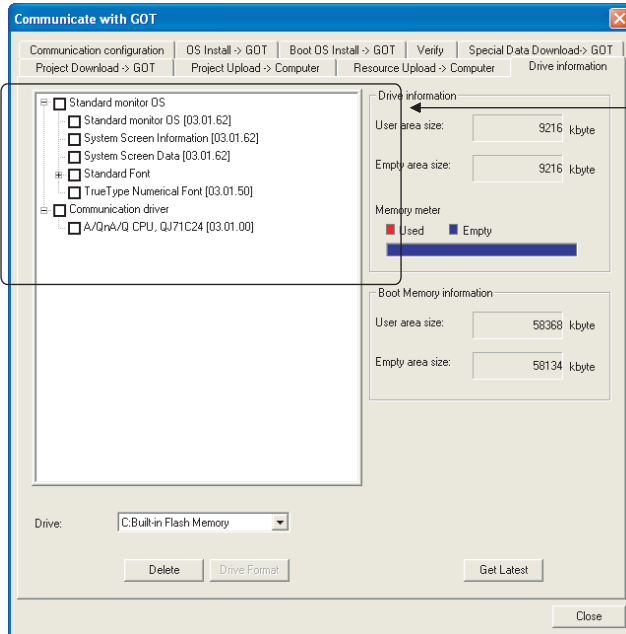 Communicate with GOT
Communication configuration OS Install -> GOT Boot OS Install -> GOT Verify Special Data Download-> GOT
Project Download -> GOT Project Upload -> Computer Resource Upload -> Computer Drive information
Standard monitor OS
Standard monitor OS [03.01.62]
System Screen Information [03.01.62]
System Screen Data [03.01.62]
Standard Font
TrueType Numerical Font [03.01.50]
Communication driver
A/QnA/Q CPU, QJ71C24 [03.01.00]
Drive information
User area size: 9216 kbyte
Empty area size: 9216 kbyte
Memory meter
Used Empty
Boot Memory information
User area size: 58368 kbyte
Empty area size: 58134 kbyte
Drive: C:Built-in Flash Memory
Delete Drive Format Get Latest
Close